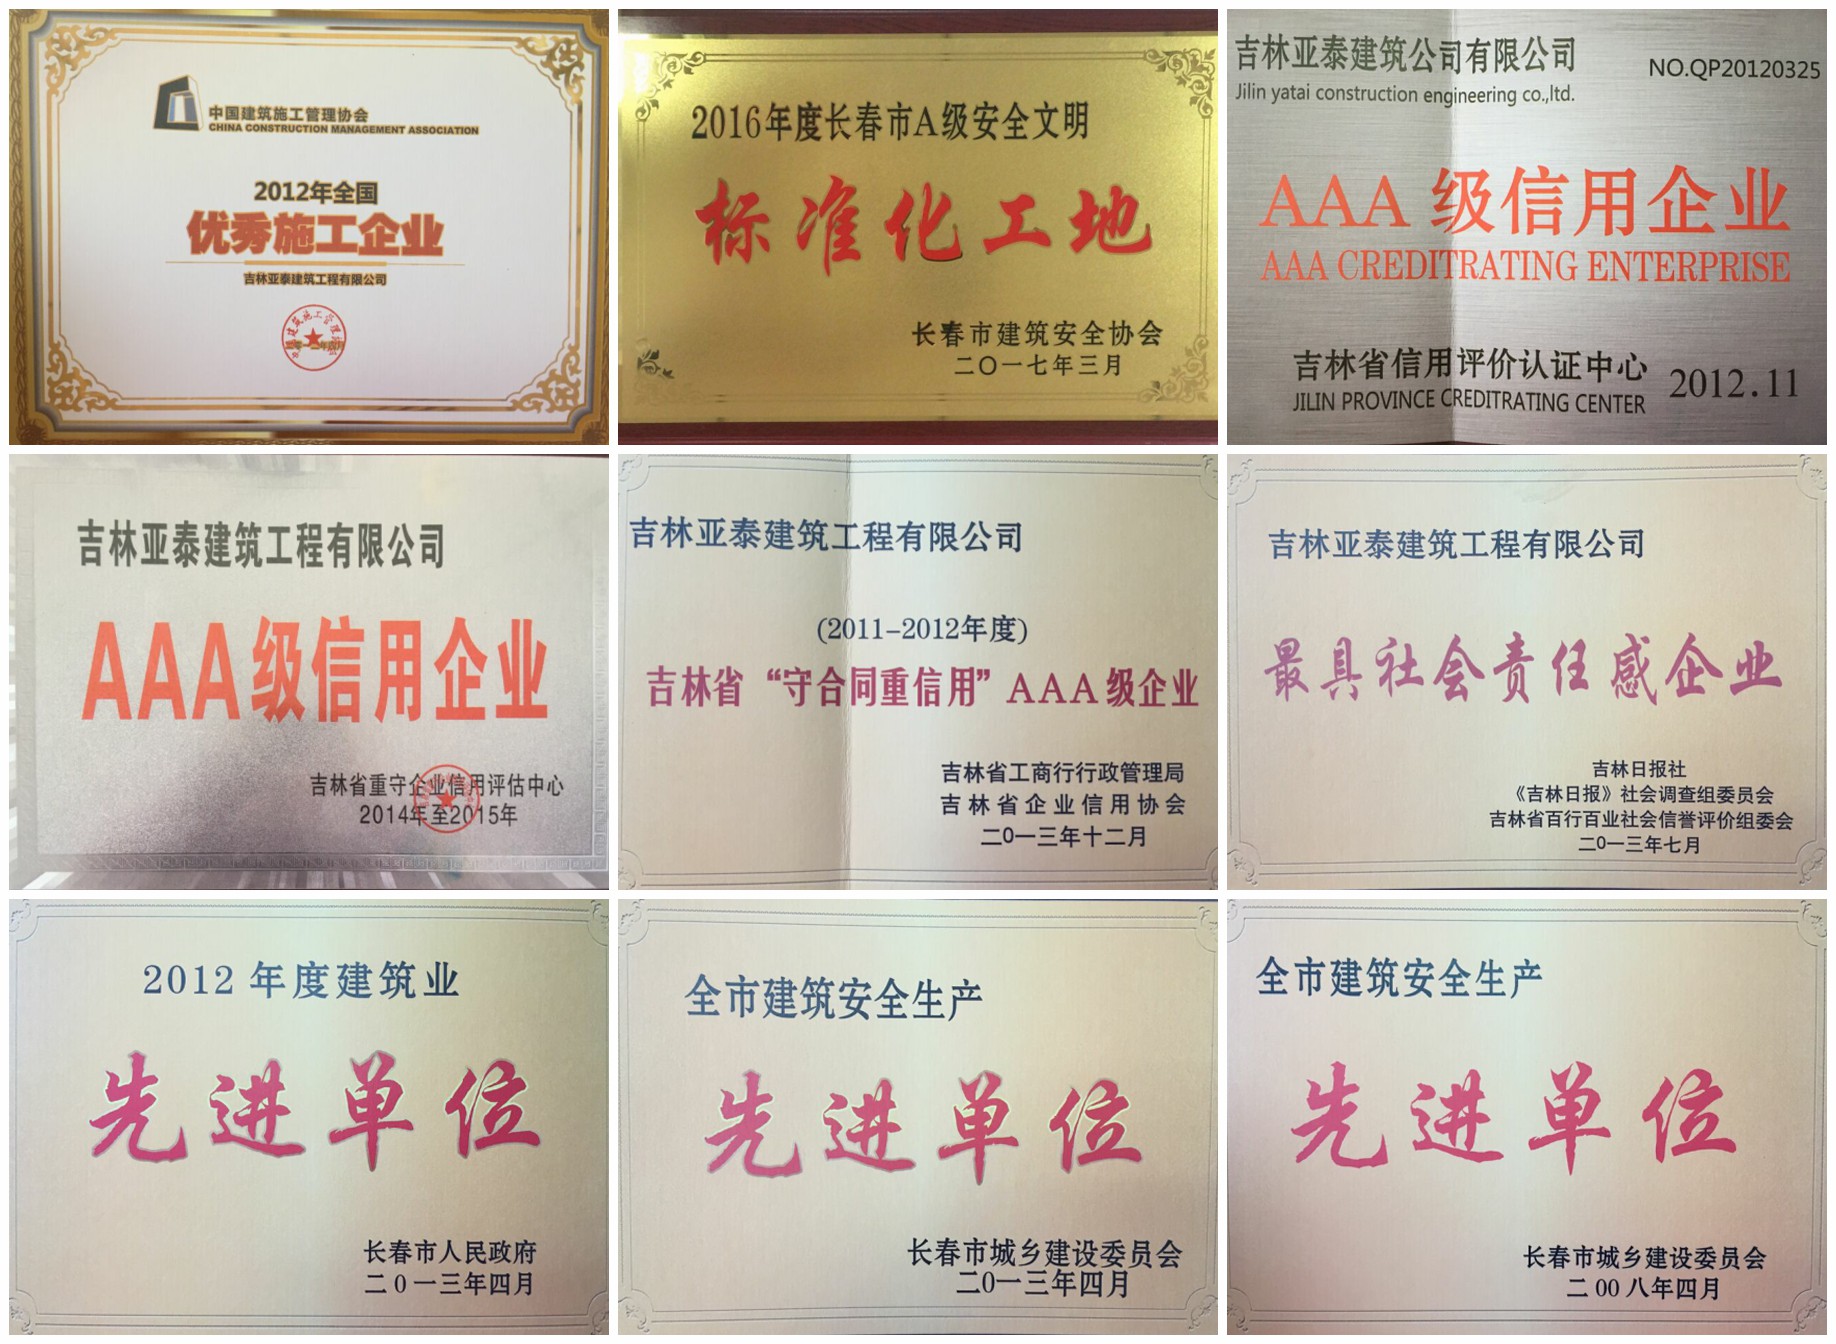 中国建筑施工管理协会
CHINA CONSTRUCTION MANAGEMENT ASSOCIATION
2012年全国
优秀施工企业
吉林亚泰建筑工程有限公司
2016年度长春市A级安全文明
标准化工地
长春市建筑安全协会
二〇一七年三月
吉林亚泰建筑公司有限公司
NO.QP20120325
Jilin yatai construction engineering co.,ltd.
AAA 级信用企业
AAA CREDITRATING ENTERPRISE
吉林省信用评价认证中心
JILIN PROVINCE CREDITRATING CENTER
2012.11
吉林亚泰建筑工程有限公司
AAA级信用企业
吉林省重守企业信用评估中心
2014年至2015年
吉林亚泰建筑工程有限公司
(2011-2012年度)
吉林省“守合同重信用”AAA级企业
吉林省工商行行政管理局
吉林省企业信用协会
二0一三年十二月
吉林亚泰建筑工程有限公司
最具社会责任感企业
吉林日报社
《吉林日报》社会调查组委员会
吉林省百行百业社会信誉评价组委会
二0一三年七月
2012 年度建筑业
先进单位
长春市人民政府
二0一三年四月
全市建筑安全生产
先进单位
长春市城乡建设委员会
二0一三年四月
全市建筑安全生产
先进单位
长春市城乡建设委员会
二00八年四月